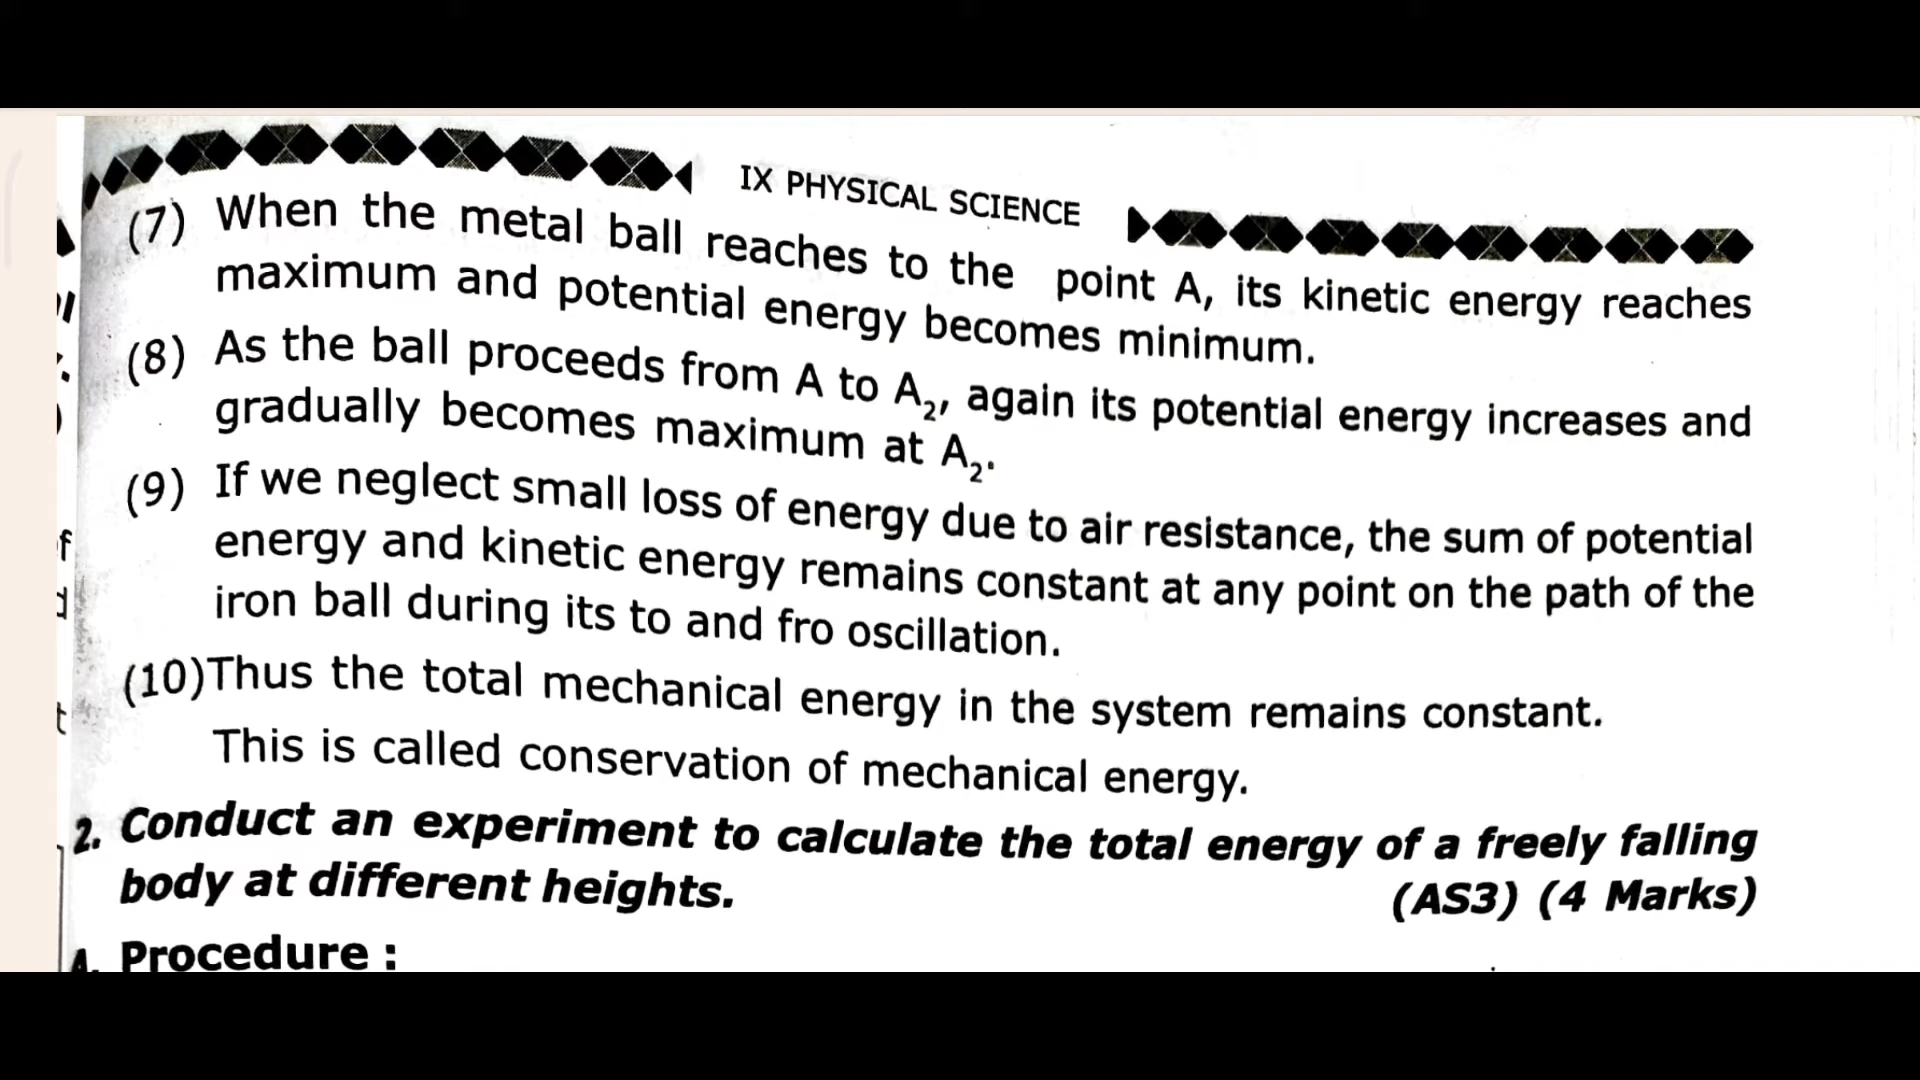 IX PHYSICAL SCIENCE
(7) When the metal ball reaches to the point A, its kinetic energy reaches
maximum and potential energy becomes minimum.
(8) As the ball proceeds from A to A₂, again its potential energy increases and
gradually becomes maximum at A₂.
(9) If we neglect small loss of energy due to air resistance, the sum of potential
energy and kinetic energy remains constant at any point on the path of the
iron ball during its to and fro oscillation.
(10) Thus the total mechanical energy in the system remains constant.
This is called conservation of mechanical energy.
2. Conduct an experiment to calculate the total energy of a freely falling
body at different heights. (AS3) (4 Marks)
A. Procedure :